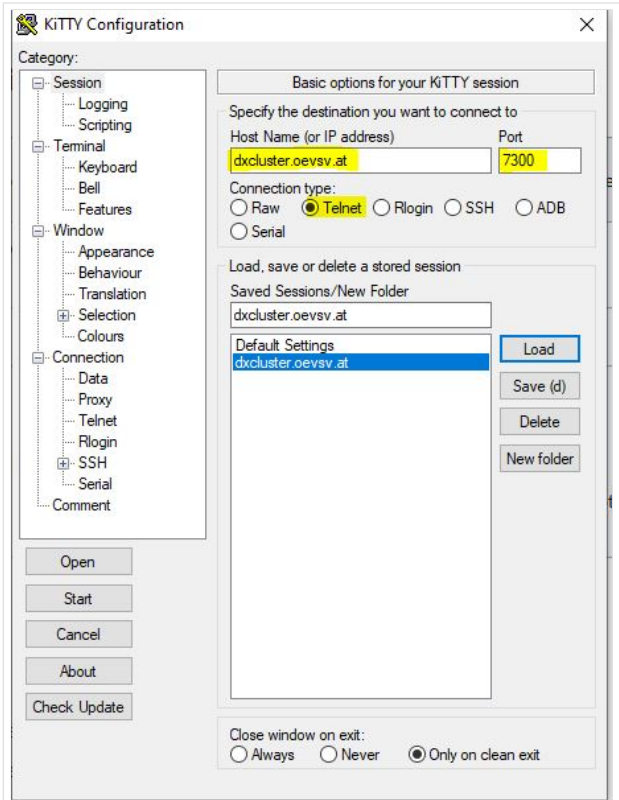 KiTTY Configuration
Category:
Session
Logging
Scripting
Terminal
Keyboard
Bell
Features
Window
Appearance
Behaviour
Translation
Selection
Colours
Connection
Data
Proxy
Telnet
Rlogin
SSH
Serial
Comment
Open
Start
Cancel
About
Check Update
Basic options for your KiTTY session
Specify the destination you want to connect to
Host Name (or IP address) Port
dxcluster.oevsv.at 7300
Connection type:
Raw Telnet Rlogin SSH ADB
Serial
Load, save or delete a stored session
Saved Sessions/New Folder
dxcluster.oevsv.at
Default Settings
dxcluster.oevsv.at
Load
Save (d)
Delete
New folder
Close window on exit:
Always Never Only on clean exit